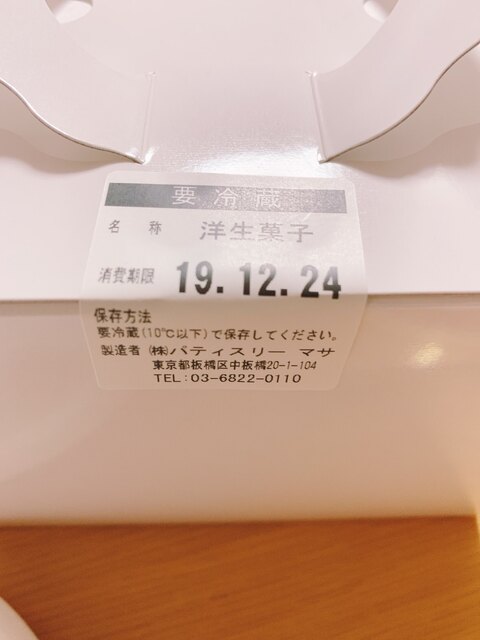 要冷蔵
名称 洋生菓子
消費期限 19.12.24
保存方法
要冷蔵(10℃以下)で保存してください。
製造者 (株)パティスリー マサ
東京都板橋区中板橋20-1-104
TEL:03-6822-0110